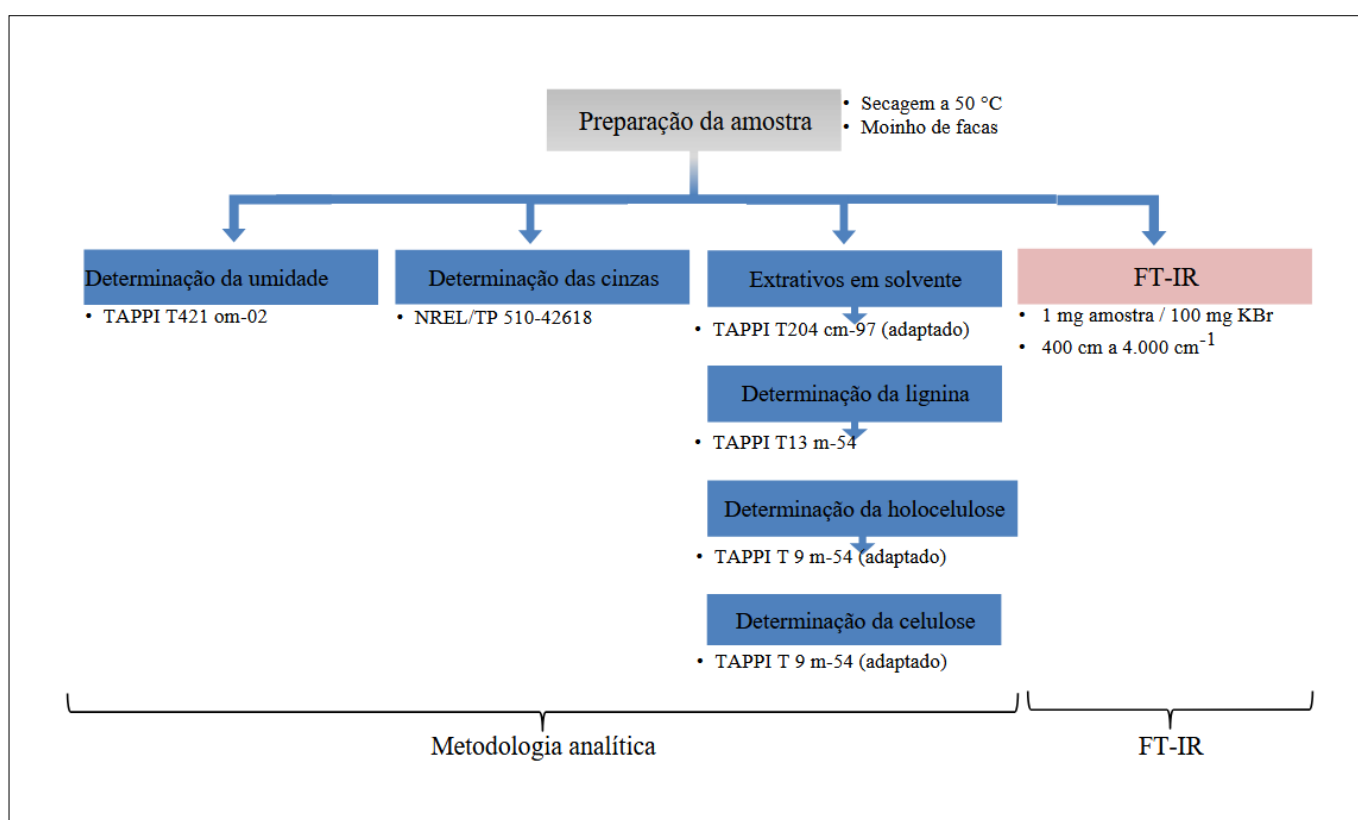 Preparação da amostra
• Secagem a 50 °C
• Moinho de facas
Determinação da umidade
• TAPPI T421 om-02
Determinação das cinzas
• NREL/TP 510-42618
Extrativos em solvente
• TAPPI T204 cm-97 (adaptado)
Determinação da lignina
• TAPPI T13 m-54
Determinação da holocelulose
• TAPPI T 9 m-54 (adaptado)
Determinação da celulose
• TAPPI T 9 m-54 (adaptado)
FT-IR
• 1 mg amostra / 100 mg KBr
• 400 cm a 4.000 cm⁻¹
Metodologia analítica
FT-IR